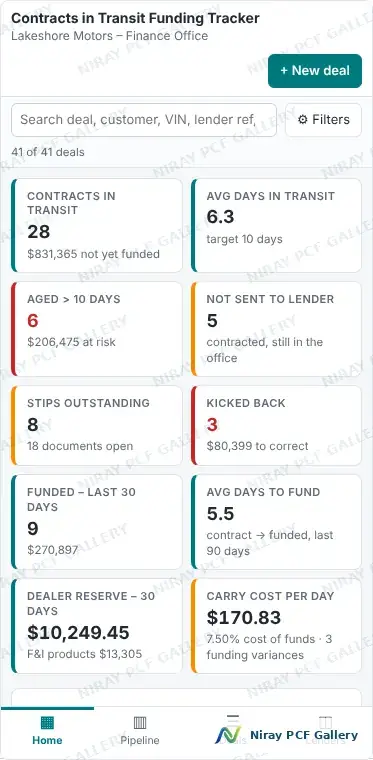 Contracts in Transit Funding Tracker
Lakeshore Motors – Finance Office
+ New deal
Search deal, customer, VIN, lender ref,
⚙ Filters
41 of 41 deals
CONTRACTS IN
TRANSIT
28
$831,365 not yet funded
AVG DAYS IN TRANSIT
6.3
target 10 days
AGED > 10 DAYS
6
$206,475 at risk
NOT SENT TO LENDER
5
contracted, still in the
office
STIPS OUTSTANDING
8
18 documents open
KICKED BACK
3
$80,399 to correct
FUNDED – LAST 30
DAYS
9
$270,897
AVG DAYS TO FUND
5.5
contract → funded, last
90 days
DEALER RESERVE – 30
DAYS
$10,249.45
F&I products $13,305
CARRY COST PER DAY
$170.83
7.50% cost of funds · 3
funding variances
Home
Pipeline
Niray PCF Gallery
NIRAY PCF GALLERY